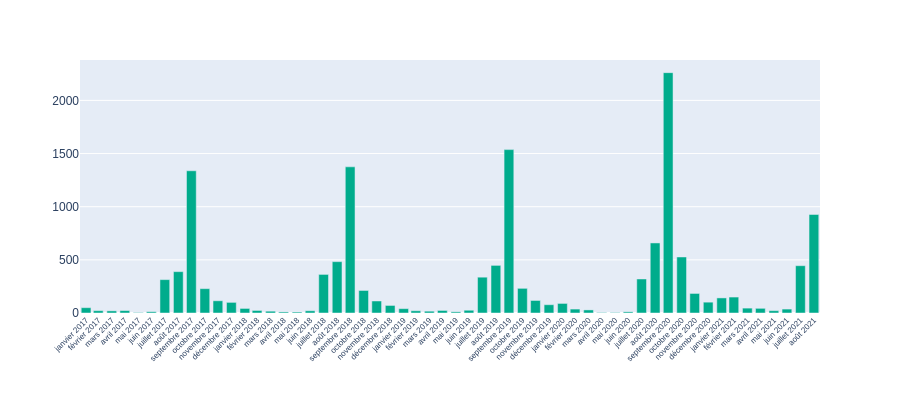 2000
1500
1000
500
0
janvier 2017
février 2017
mars 2017
avril 2017
mai 2017
juin 2017
juillet 2017
août 2017
septembre 2017
octobre 2017
novembre 2017
décembre 2017
janvier 2018
février 2018
mars 2018
avril 2018
mai 2018
juin 2018
juillet 2018
août 2018
septembre 2018
octobre 2018
novembre 2018
décembre 2018
janvier 2019
février 2019
mars 2019
avril 2019
mai 2019
juin 2019
juillet 2019
août 2019
septembre 2019
octobre 2019
novembre 2019
décembre 2019
janvier 2020
février 2020
mars 2020
avril 2020
mai 2020
juin 2020
juillet 2020
août 2020
septembre 2020
octobre 2020
novembre 2020
décembre 2020
janvier 2021
février 2021
mars 2021
avril 2021
mai 2021
juin 2021
juillet 2021
août 2021